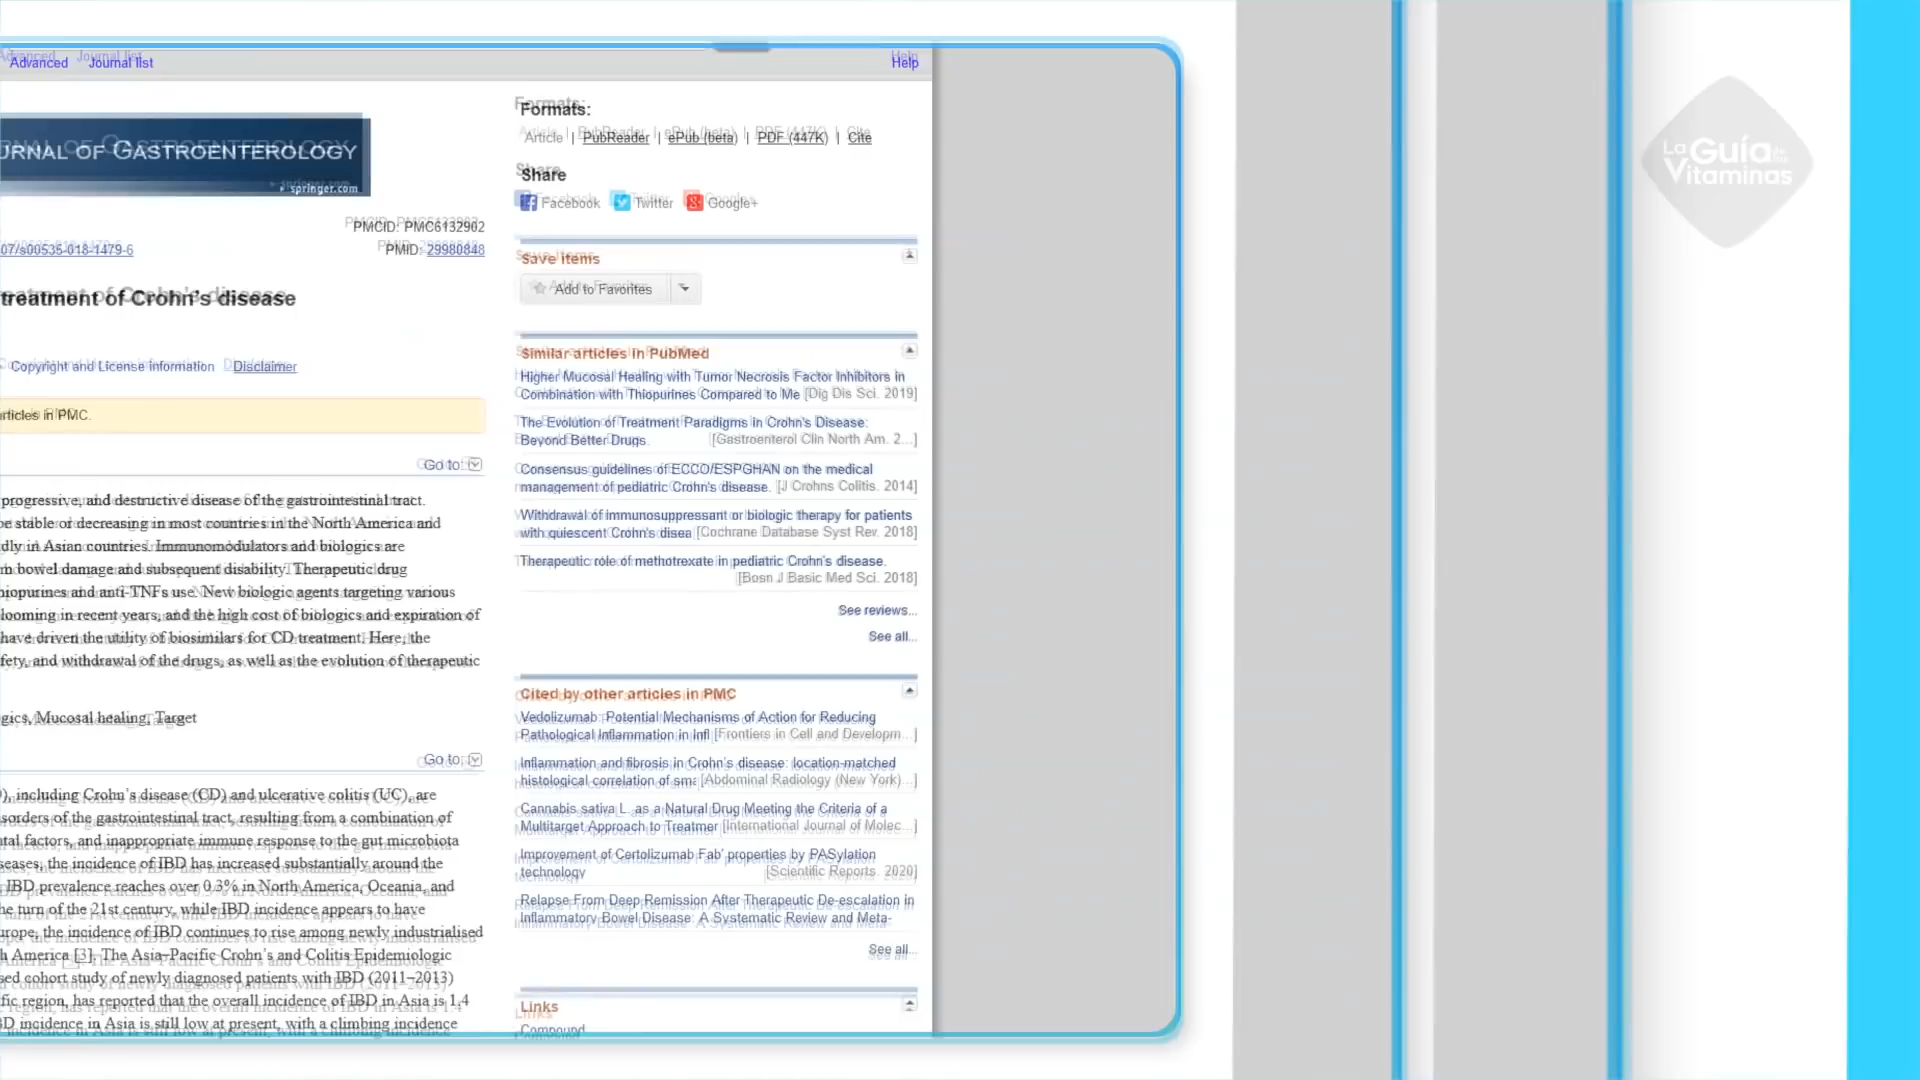 Advanced Journal list Help
URNAL OF GASTROENTEROLOGY
springer.com
PMCID: PMC6132902
07/s00535-018-1479-6 PMID: 29980848
treatment of Crohn's disease
Copyright and License information Disclaimer
rticles in PMC.
Go to:
progressive, and destructive disease of the gastrointestinal tract.
e stable or decreasing in most countries in the North America and
dly in Asian countries. Immunomodulators and biologics are
m bowel damage and subsequent disability. Therapeutic drug
niopurines and anti-TNFs use. New biologic agents targeting various
looming in recent years, and the high cost of biologics and expiration of
have driven the utility of biosimilars for CD treatment. Here, the
fety, and withdrawal of the drugs, as well as the evolution of therapeutic
gics, Mucosal healing, Target
Go to:
), including Crohn's disease (CD) and ulcerative colitis (UC), are
sorders of the gastrointestinal tract, resulting from a combination of
tal factors, and inappropriate immune response to the gut microbiota
seases, the incidence of IBD has increased substantially around the
IBD prevalence reaches over 0.3% in North America, Oceania, and
he turn of the 21st century, while IBD incidence appears to have
urope, the incidence of IBD continues to rise among newly industrialised
h America [3]. The Asia–Pacific Crohn's and Colitis Epidemiologic
sed cohort study of newly diagnosed patients with IBD (2011–2013)
fic region, has reported that the overall incidence of IBD in Asia is 1.4
BD incidence in Asia is still low at present, with a climbing incidence
Formats:
Article | PubReader | ePub (beta) | PDF (447K) | Cite
Share
Facebook Twitter Google+
Save items
Add to Favorites
Similar articles in PubMed
Higher Mucosal Healing with Tumor Necrosis Factor Inhibitors in
Combination with Thiopurines Compared to Me [Dig Dis Sci. 2019]
The Evolution of Treatment Paradigms in Crohn's Disease:
Beyond Better Drugs. [Gastroenterol Clin North Am. 2...]
Consensus guidelines of ECCO/ESPGHAN on the medical
management of pediatric Crohn's disease. [J Crohns Colitis. 2014]
Withdrawal of immunosuppressant or biologic therapy for patients
with quiescent Crohn's disea [Cochrane Database Syst Rev. 2018]
Therapeutic role of methotrexate in pediatric Crohn's disease.
[Bosn J Basic Med Sci. 2018]
See reviews...
See all...
Cited by other articles in PMC
Vedolizumab: Potential Mechanisms of Action for Reducing
Pathological Inflammation in Infl [Frontiers in Cell and Developm...]
Inflammation and fibrosis in Crohn's disease: location-matched
histological correlation of sma [Abdominal Radiology (New York)...]
Cannabis sativa L. as a Natural Drug Meeting the Criteria of a
Multitarget Approach to Treatmer [International Journal of Molec...]
Improvement of Certolizumab Fab' properties by PASylation
technology [Scientific Reports. 2020]
Relapse From Deep Remission After Therapeutic De-escalation in
Inflammatory Bowel Disease: A Systematic Review and Meta-
See all...
Links
Compound
La Guía de las
Vitaminas